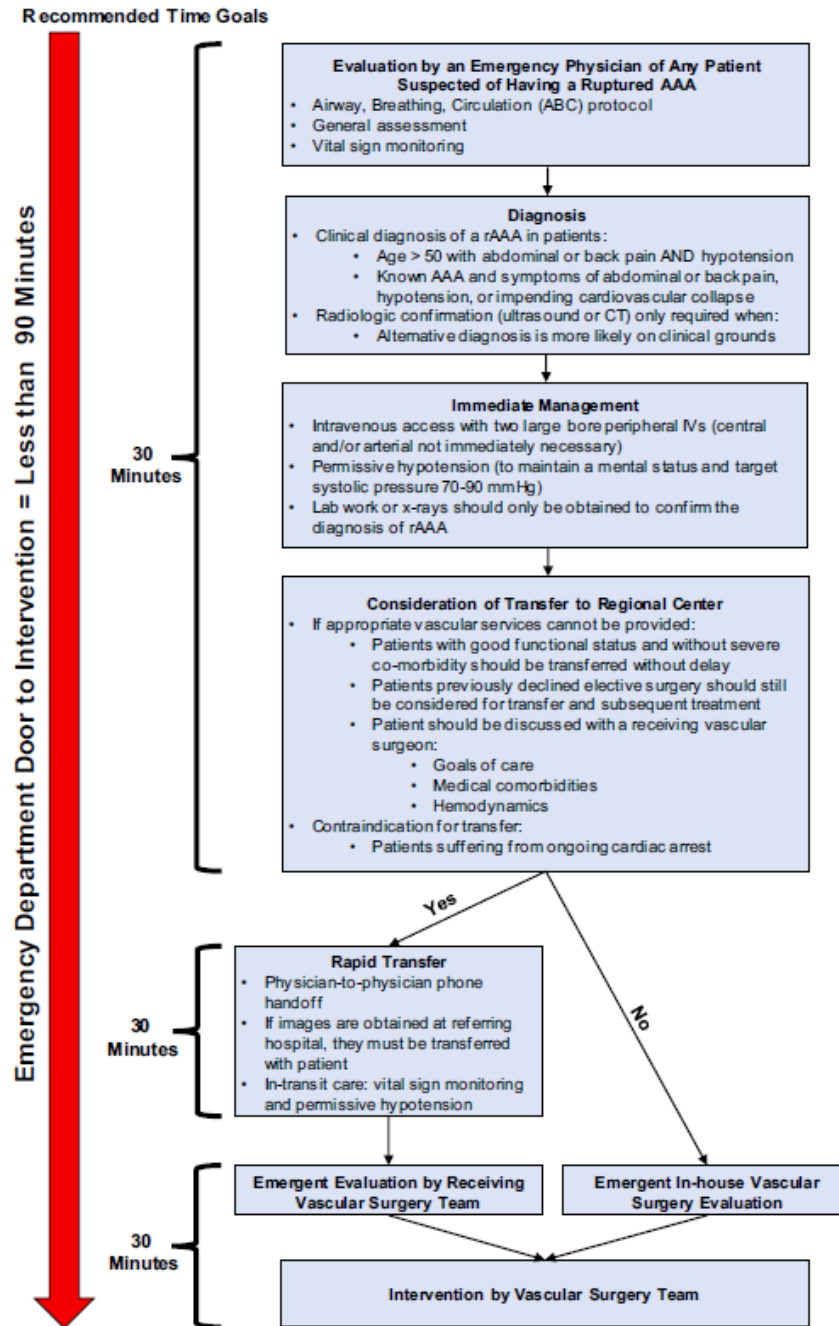 Recommended Time Goals
Emergency Department Door to Intervention = Less than 90 Minutes
30
Minutes
Evaluation by an Emergency Physician of Any Patient
Suspected of Having a Ruptured AAA
• Airway, Breathing, Circulation (ABC) protocol
• General assessment
• Vital sign monitoring
Diagnosis
• Clinical diagnosis of a rAAA in patients:
• Age > 50 with abdominal or back pain AND hypotension
• Known AAA and symptoms of abdominal or back pain,
hypotension, or impending cardiovascular collapse
• Radiologic confirmation (ultrasound or CT) only required when:
• Alternative diagnosis is more likely on clinical grounds
Immediate Management
• Intravenous access with two large bore peripheral IVs (central
and/or arterial not immediately necessary)
• Permissive hypotension (to maintain a mental status and target
systolic pressure 70-90 mmHg)
• Lab work or x-rays should only be obtained to confirm the
diagnosis of rAAA
Consideration of Transfer to Regional Center
• If appropriate vascular services cannot be provided:
• Patients with good functional status and without severe
co-morbidity should be transferred without delay
• Patients previously declined elective surgery should still
be considered for transfer and subsequent treatment
• Patient should be discussed with a receiving vascular
surgeon:
• Goals of care
• Medical comorbidities
• Hemodynamics
• Contraindication for transfer:
• Patients suffering from ongoing cardiac arrest
Yes
No
30
Minutes
Rapid Transfer
• Physician-to-physician phone
handoff
• If images are obtained at referring
hospital, they must be transferred
with patient
• In-transit care: vital sign monitoring
and permissive hypotension
30
Minutes
Emergent Evaluation by Receiving
Vascular Surgery Team
Emergent In-house Vascular
Surgery Evaluation
Intervention by Vascular Surgery Team